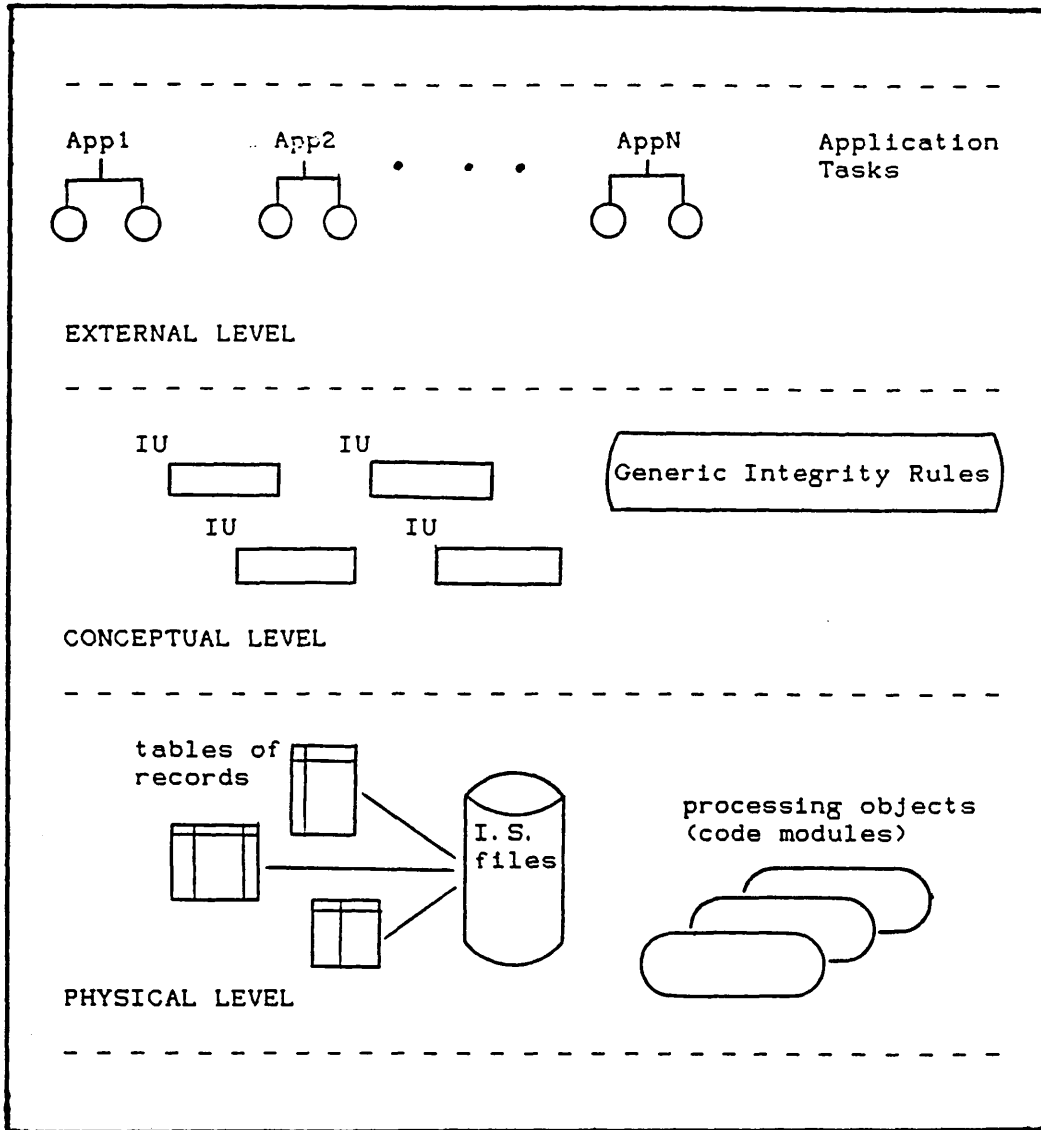 App1 App2 AppN Application
Tasks
EXTERNAL LEVEL
IU IU
Generic Integrity Rules
IU IU
CONCEPTUAL LEVEL
tables of
records
I.S.
files
processing objects
(code modules)
PHYSICAL LEVEL